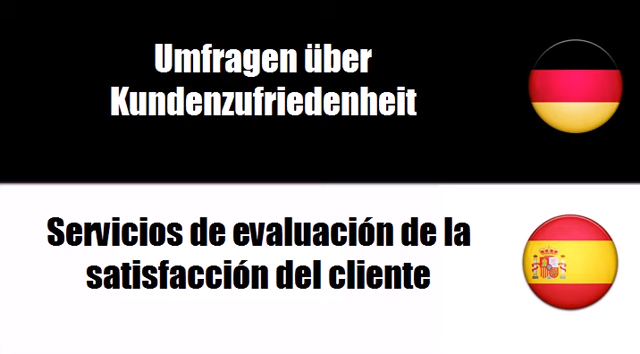 Umfragen über
Kundenzufriedenheit
Servicios de evaluación de la
satisfacción del cliente